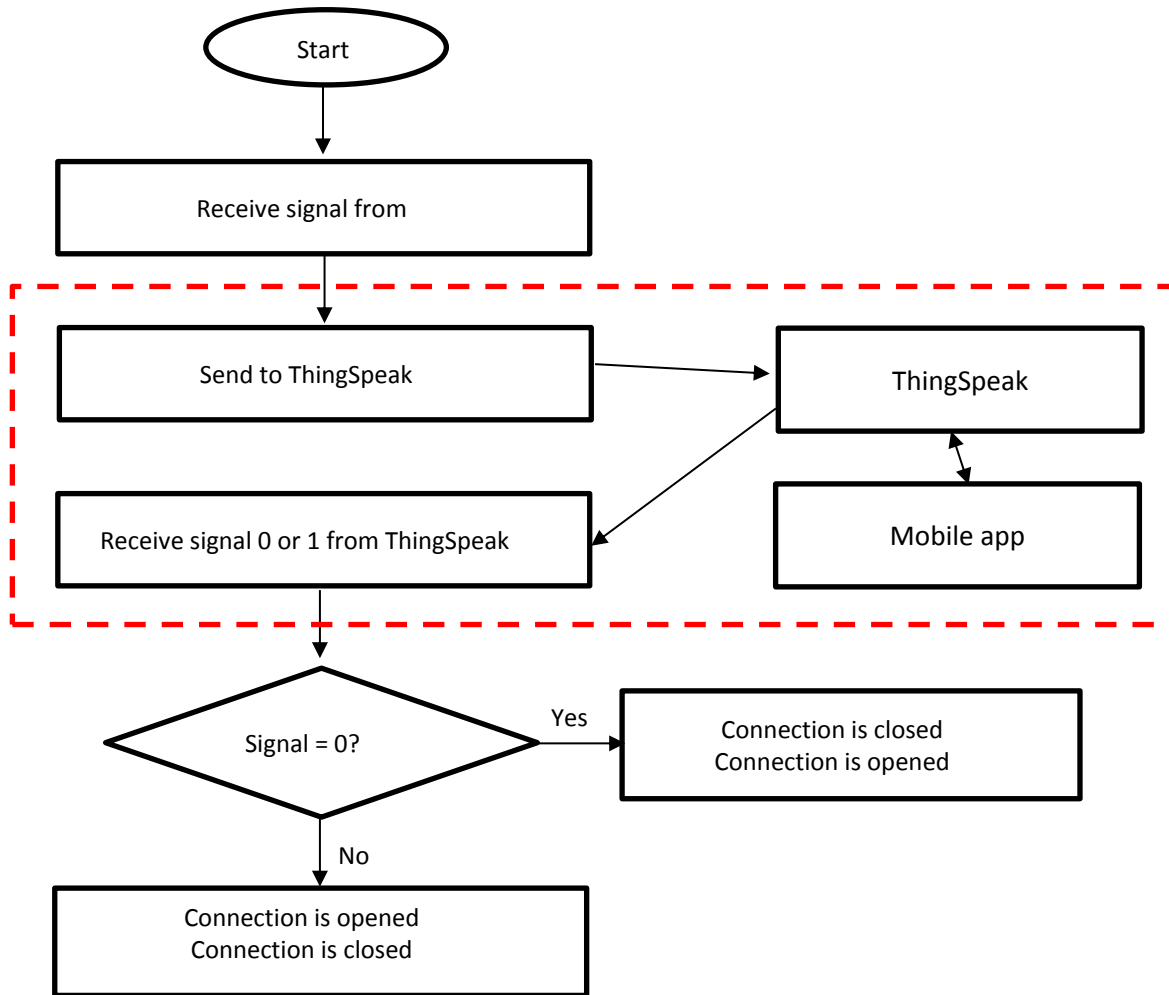 Start
Receive signal from
Send to ThingSpeak
ThingSpeak
Receive signal 0 or 1 from ThingSpeak
Mobile app
Signal = 0?
Yes
Connection is closed
Connection is opened
No
Connection is opened
Connection is closed